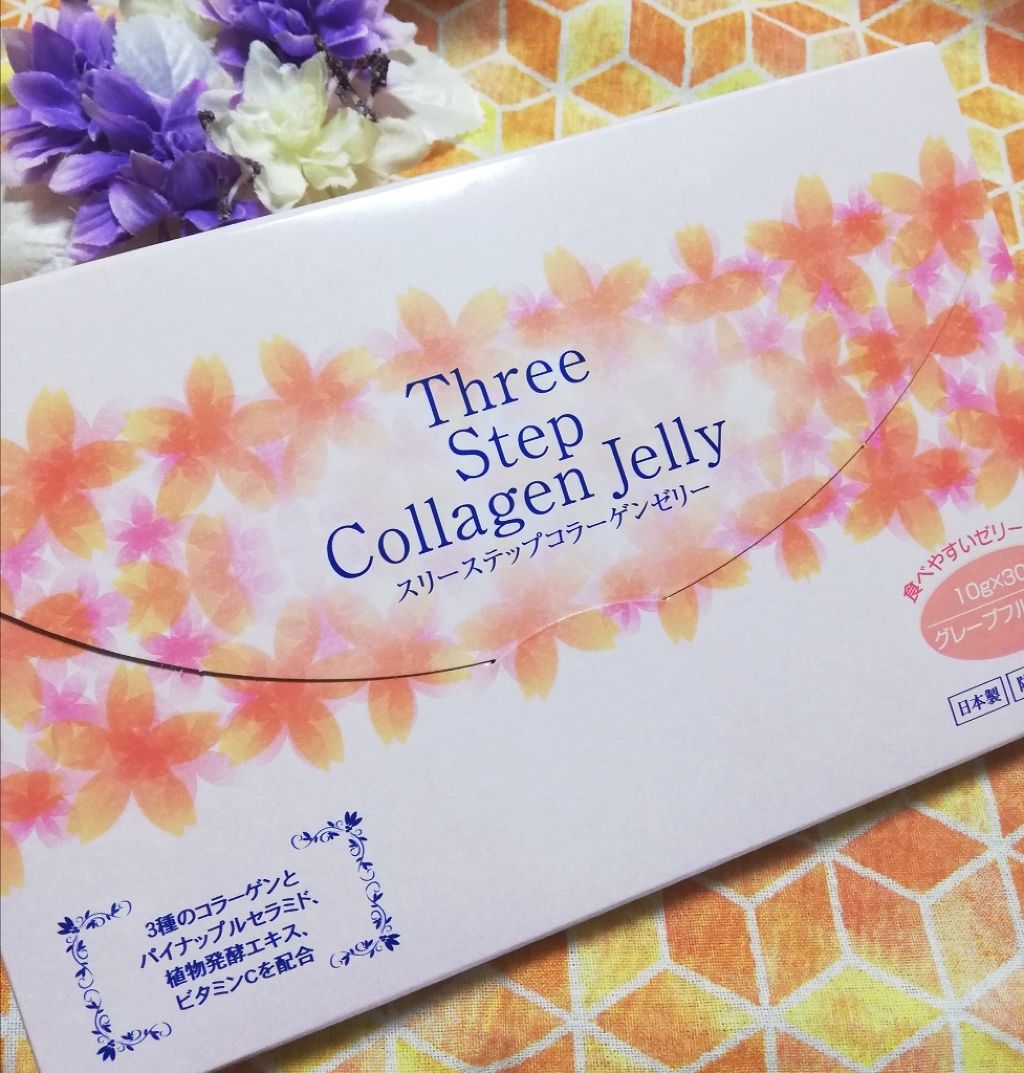 Three
Step
Collagen Jelly
スリーステップコラーゲンゼリー
食べやすいゼリー
10g×30
グレープフル
日本製
3種のコラーゲンと
パイナップルセラミド、
植物発酵エキス、
ビタミンCを配合